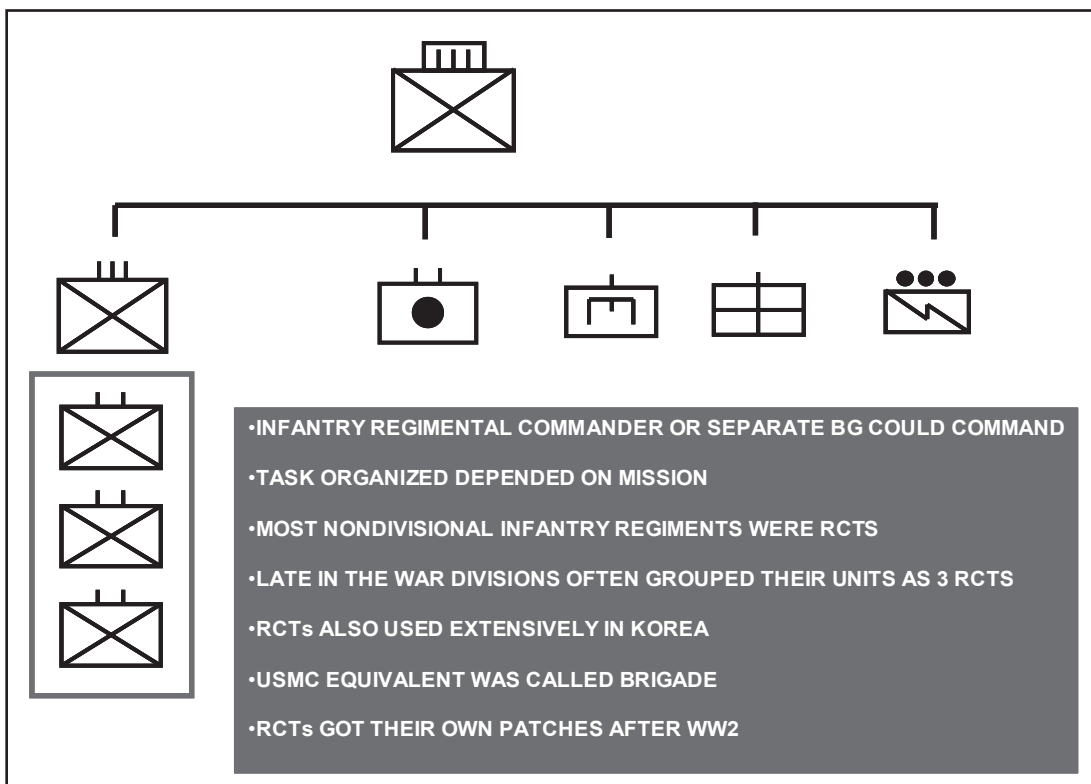 •INFANTRY REGIMENTAL COMMANDER OR SEPARATE BG COULD COMMAND
•TASK ORGANIZED DEPENDED ON MISSION
•MOST NONDIVISIONAL INFANTRY REGIMENTS WERE RCTS
•LATE IN THE WAR DIVISIONS OFTEN GROUPED THEIR UNITS AS 3 RCTS
•RCTs ALSO USED EXTENSIVELY IN KOREA
•USMC EQUIVALENT WAS CALLED BRIGADE
•RCTs GOT THEIR OWN PATCHES AFTER WW2